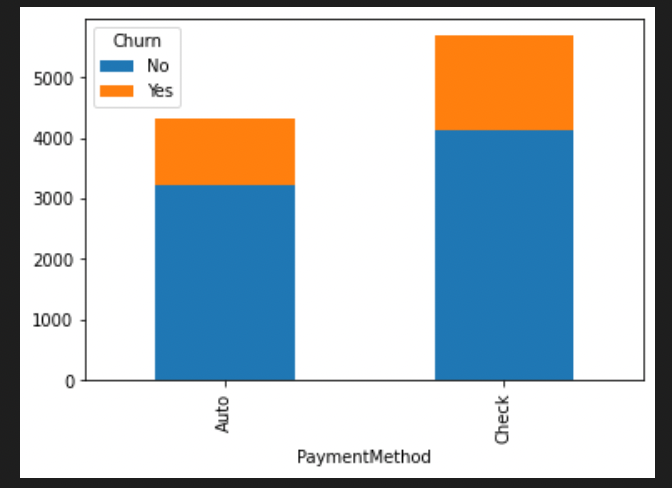 Churn
No
Yes
5000
4000
3000
2000
1000
0
Auto
Check
PaymentMethod